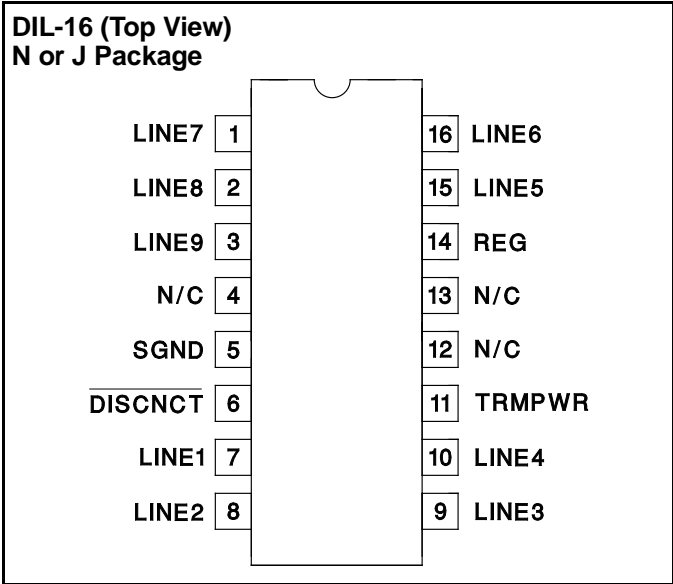 DIL-16 (Top View)
N or J Package
LINE7 1 16 LINE6
LINE8 2 15 LINE5
LINE9 3 14 REG
N/C 4 13 N/C
SGND 5 12 N/C
DISCNCT 6 11 TRMPWR
LINE1 7 10 LINE4
LINE2 8 9 LINE3